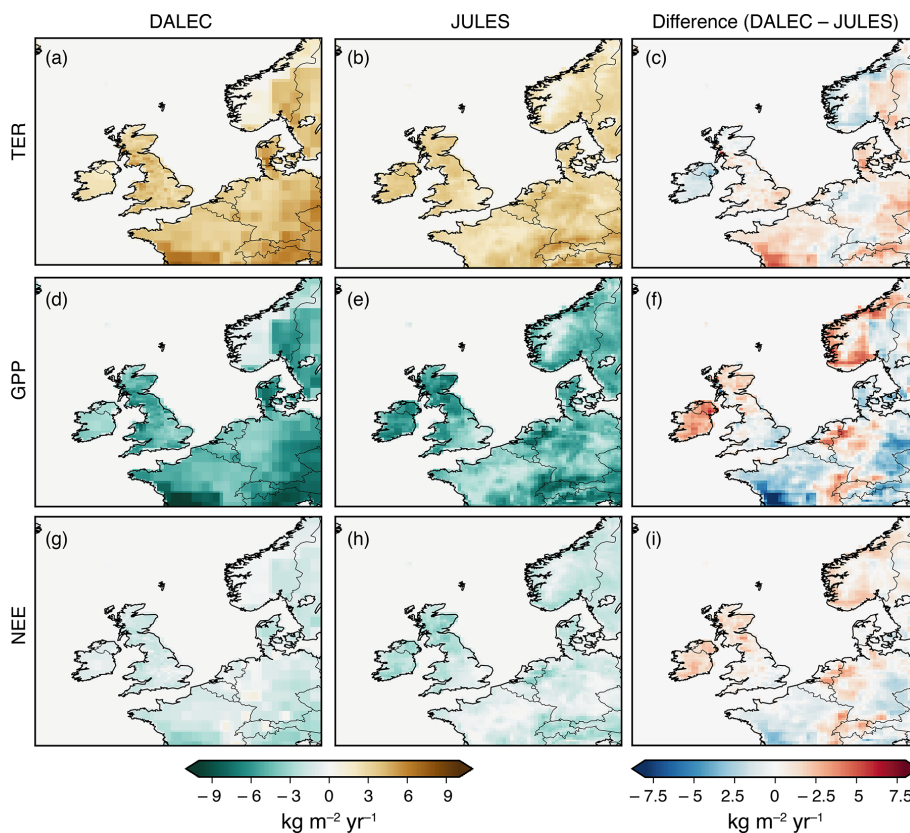 DALEC JULES Difference (DALEC – JULES)
TER (a) (b) (c)
GPP (d) (e) (f)
NEE (g) (h) (i)
−9 −6 −3 0 3 6 9 −7.5 −5 −2.5 0 2.5 5 7.5
kg m⁻² yr⁻¹ kg m⁻² yr⁻¹